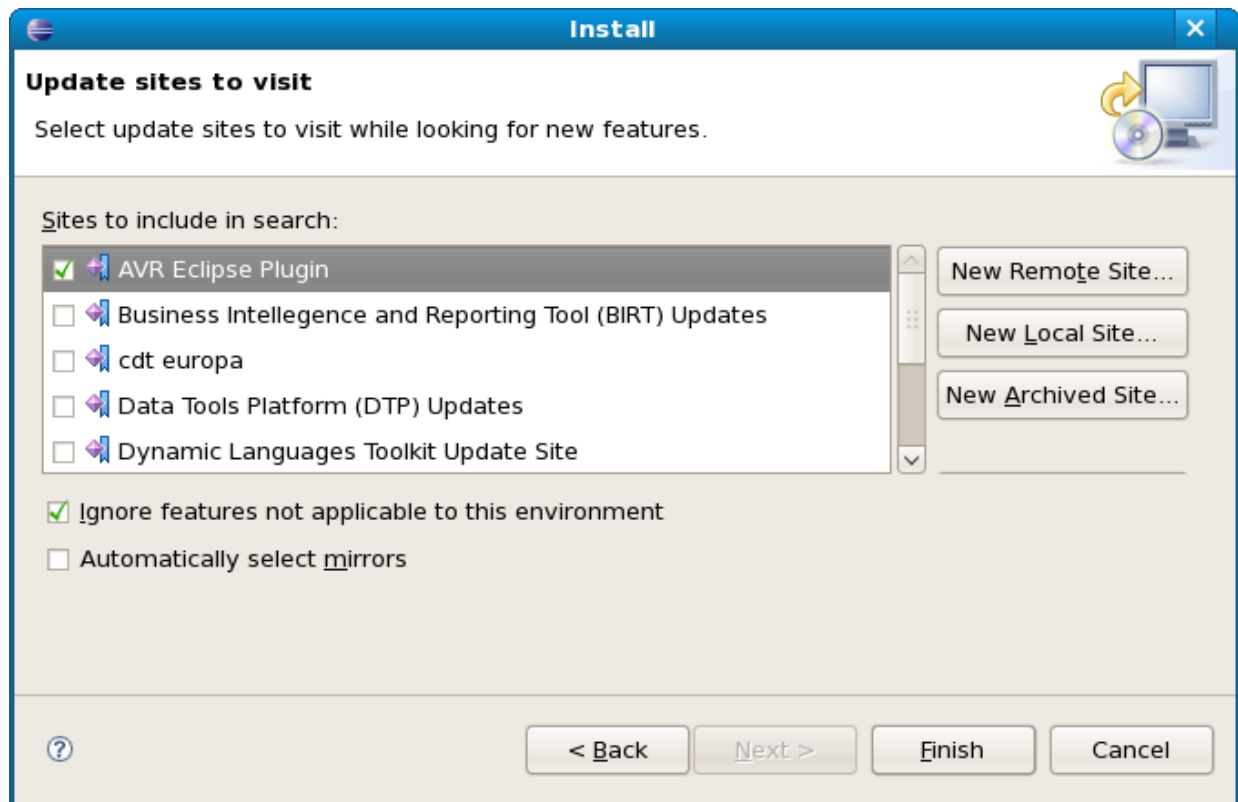 Install
Update sites to visit
Select update sites to visit while looking for new features.
Sites to include in search:
AVR Eclipse Plugin
Business Intellegence and Reporting Tool (BIRT) Updates
cdt europa
Data Tools Platform (DTP) Updates
Dynamic Languages Toolkit Update Site
New Remote Site...
New Local Site...
New Archived Site...
Ignore features not applicable to this environment
Automatically select mirrors
?
< Back
Next >
Finish
Cancel